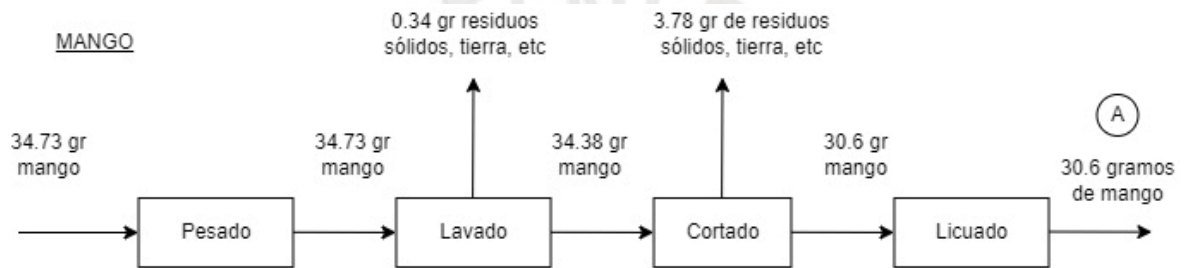 MANGO
0.34 gr residuos
sólidos, tierra, etc
3.78 gr de residuos
sólidos, tierra, etc
34.73 gr
mango
34.73 gr
mango
34.38 gr
mango
30.6 gr
mango
A
30.6 gramos
de mango
Pesado
Lavado
Cortado
Licuado